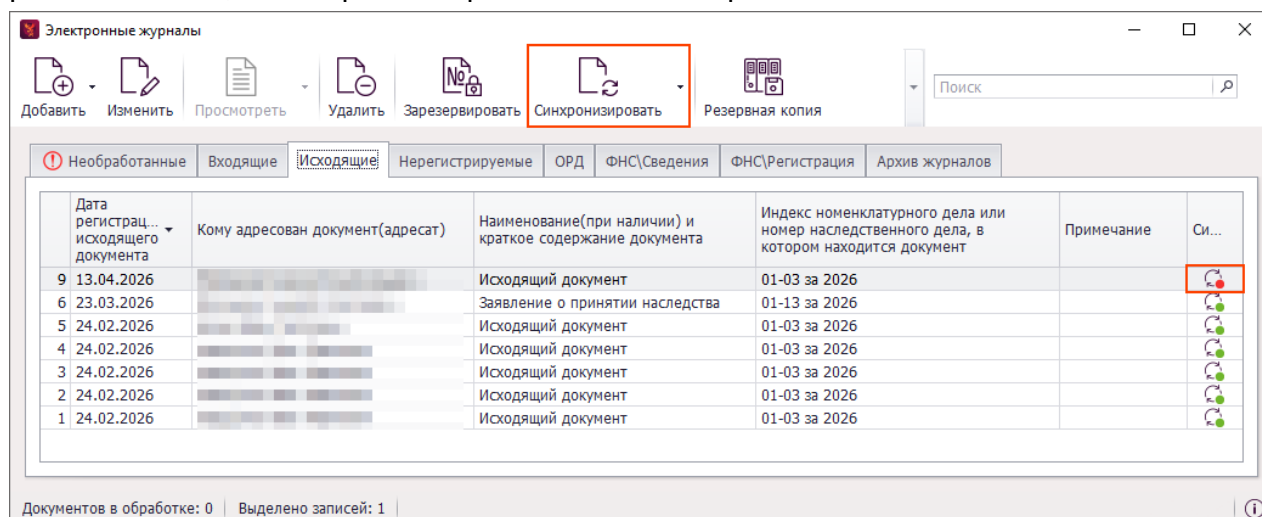 Электронные журналы
Добавить Изменить Просмотреть Удалить Зарезервировать Синхронизировать Резервная копия Поиск
Необработанные Входящие Исходящие Нерегистрируемые ОРД ФНС\Сведения ФНС\Регистрация Архив журналов
Дата регистрац... исходящего документа Кому адресован документ(адресат) Наименование(при наличии) и краткое содержание документа Индекс номенклатурного дела или номер наследственного дела, в котором находится документ Примечание Си...
9 13.04.2026 Исходящий документ 01-03 за 2026
6 23.03.2026 Заявление о принятии наследства 01-13 за 2026
5 24.02.2026 Исходящий документ 01-03 за 2026
4 24.02.2026 Исходящий документ 01-03 за 2026
3 24.02.2026 Исходящий документ 01-03 за 2026
2 24.02.2026 Исходящий документ 01-03 за 2026
1 24.02.2026 Исходящий документ 01-03 за 2026
Документов в обработке: 0 Выделено записей: 1